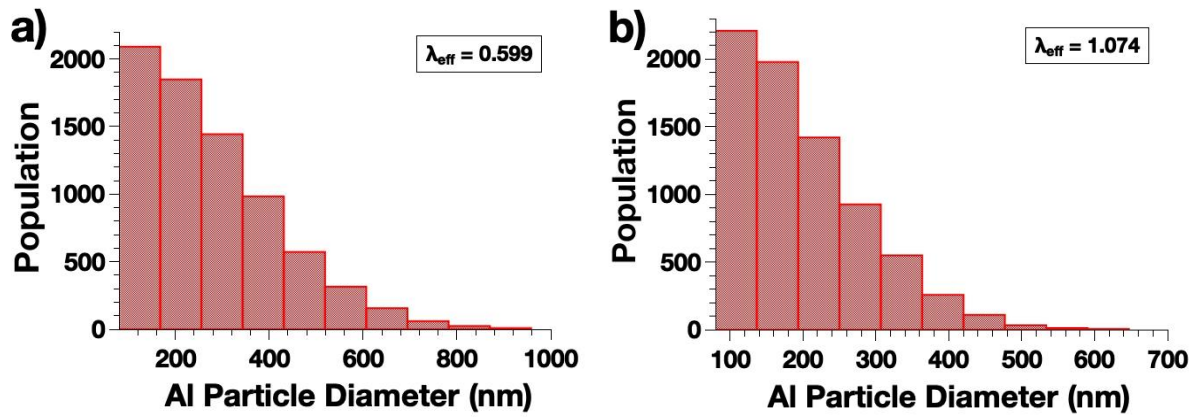 a)
λeff = 0.599
Population
2000
1500
1000
500
0
200 400 600 800 1000
Al Particle Diameter (nm)
b)
λeff = 1.074
Population
2000
1500
1000
500
0
100 200 300 400 500 600 700
Al Particle Diameter (nm)